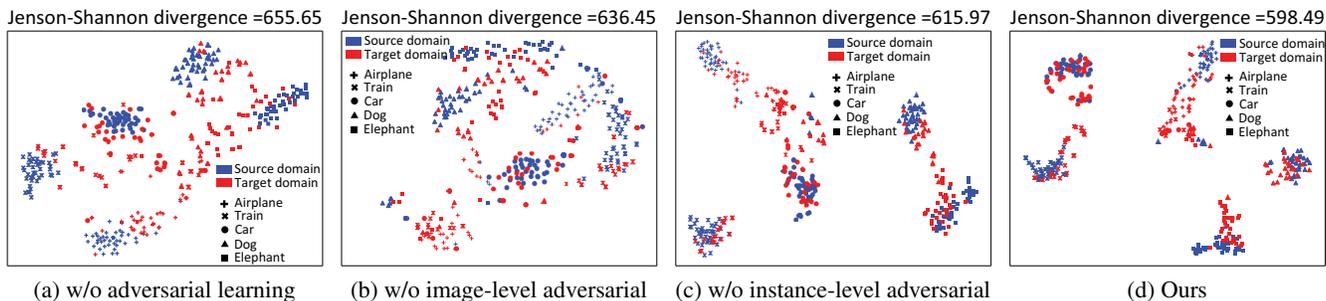 Jenson-Shannon divergence =655.65
Source domain
Target domain
Airplane
Train
Car
Dog
Elephant
(a) w/o adversarial learning
Jenson-Shannon divergence =636.45
Source domain
Target domain
Airplane
Train
Car
Dog
Elephant
(b) w/o image-level adversarial
Jenson-Shannon divergence =615.97
Source domain
Target domain
Airplane
Train
Car
Dog
Elephant
(c) w/o instance-level adversarial
Jenson-Shannon divergence =598.49
Source domain
Target domain
Airplane
Train
Car
Dog
Elephant
(d) Ours